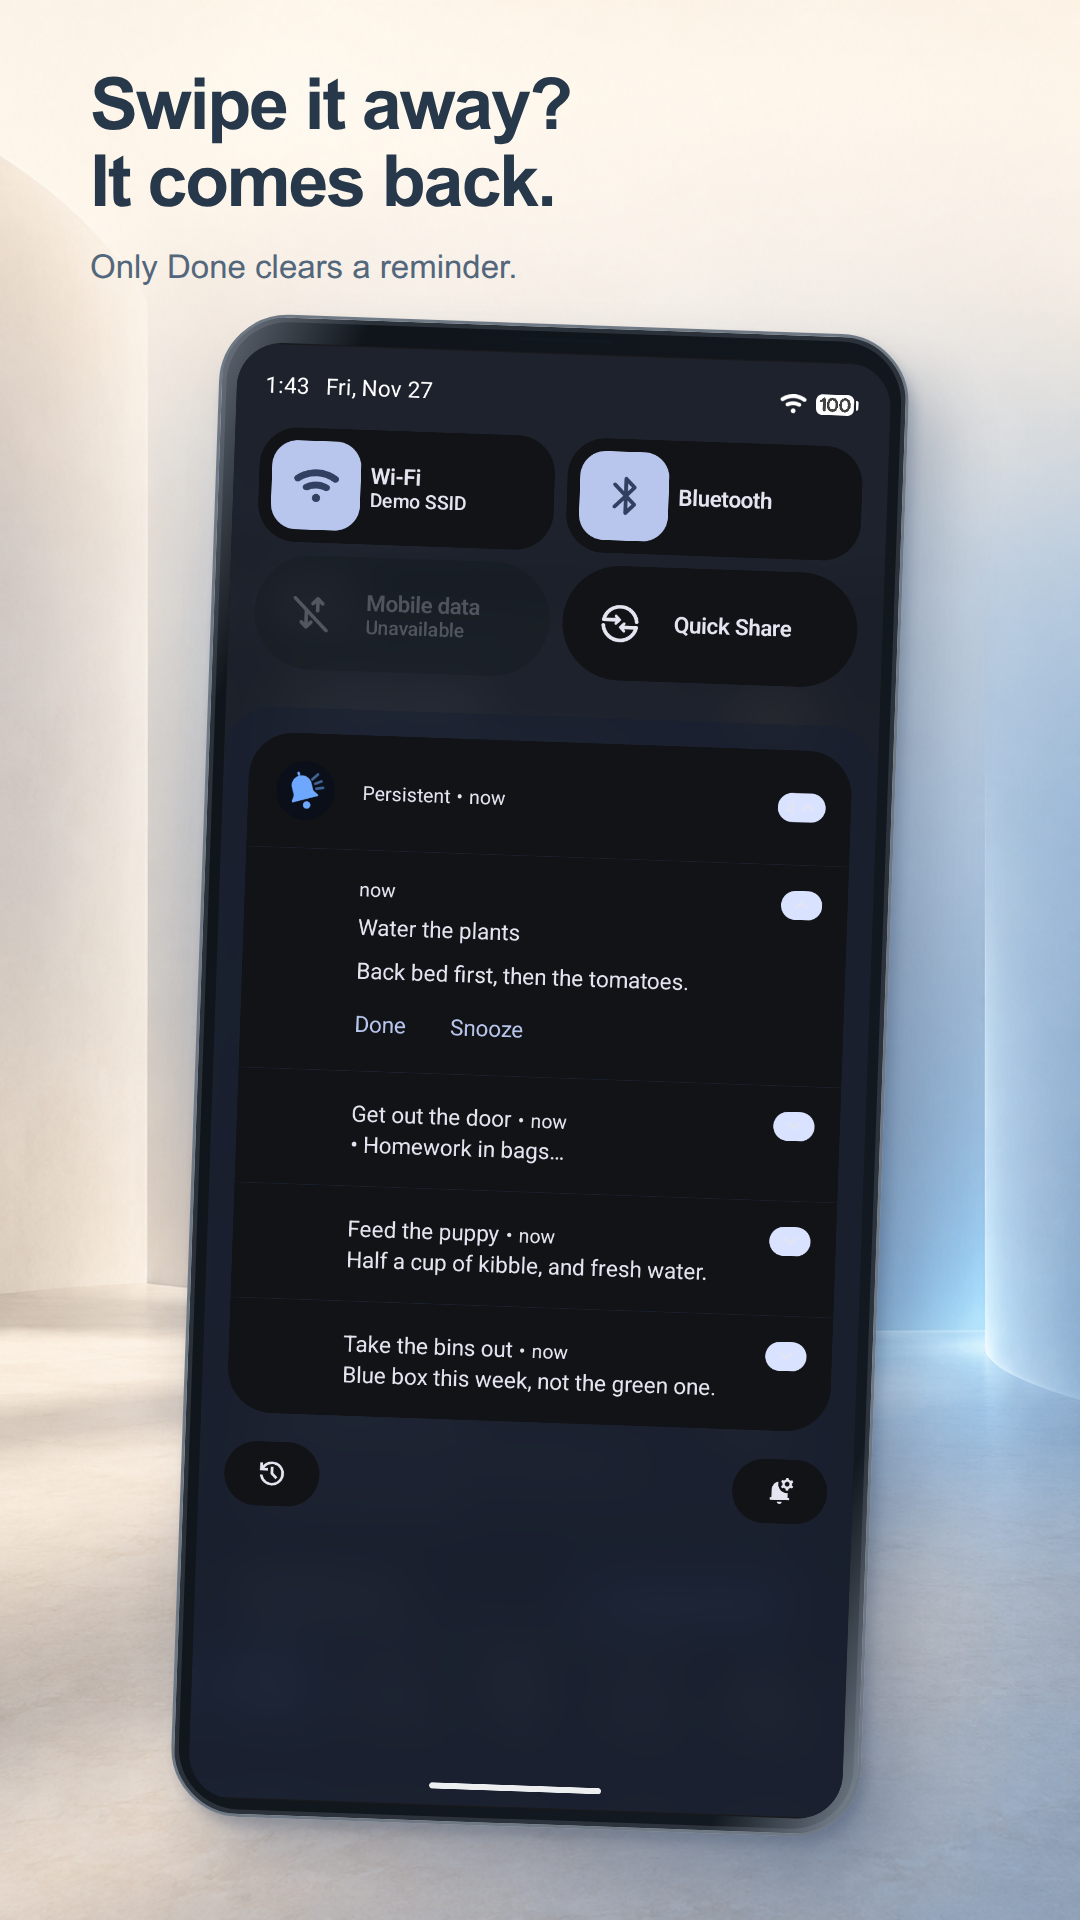 Swipe it away?
It comes back.
Only Done clears a reminder.
1:43 Fri, Nov 27
100
Wi-Fi
Demo SSID
Bluetooth
Mobile data
Unavailable
Quick Share
Persistent • now
now
Water the plants
Back bed first, then the tomatoes.
Done Snooze
Get out the door • now
• Homework in bags...
Feed the puppy • now
Half a cup of kibble, and fresh water.
Take the bins out • now
Blue box this week, not the green one.